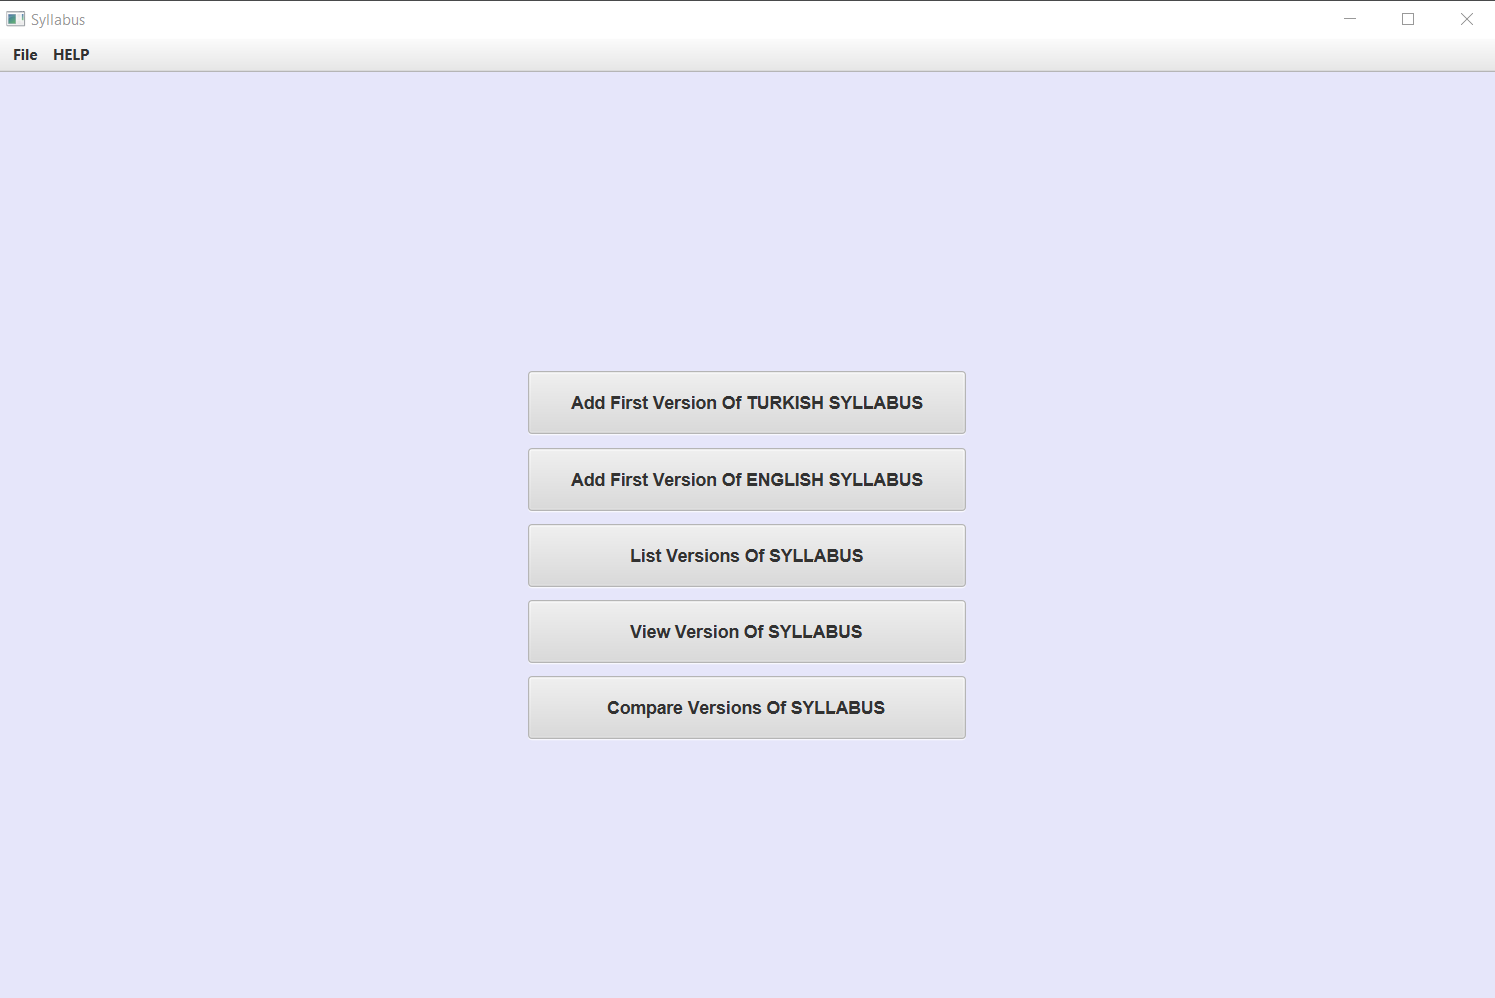 Syllabus
File HELP
Add First Version Of TURKISH SYLLABUS
Add First Version Of ENGLISH SYLLABUS
List Versions Of SYLLABUS
View Version Of SYLLABUS
Compare Versions Of SYLLABUS